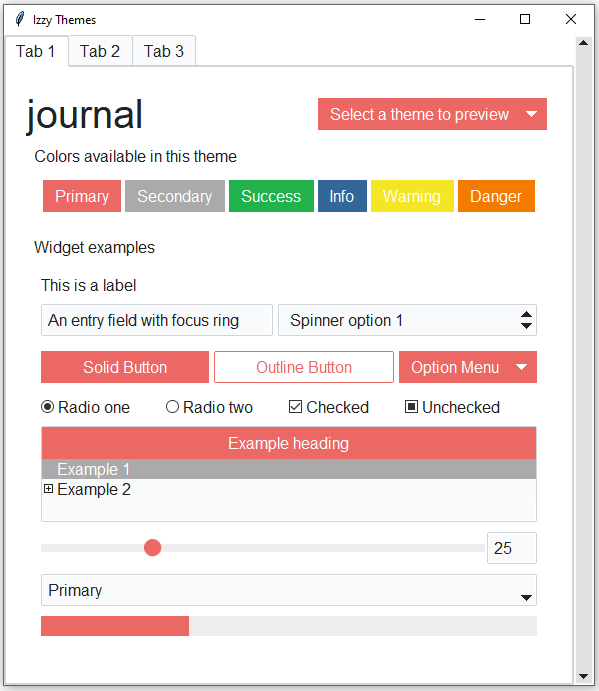 Izzy Themes
Tab 1 Tab 2 Tab 3
journal
Select a theme to preview
Colors available in this theme
Primary Secondary Success Info Warning Danger
Widget examples
This is a label
An entry field with focus ring Spinner option 1
Solid Button Outline Button Option Menu
Radio one Radio two Checked Unchecked
Example heading
Example 1
Example 2
25
Primary